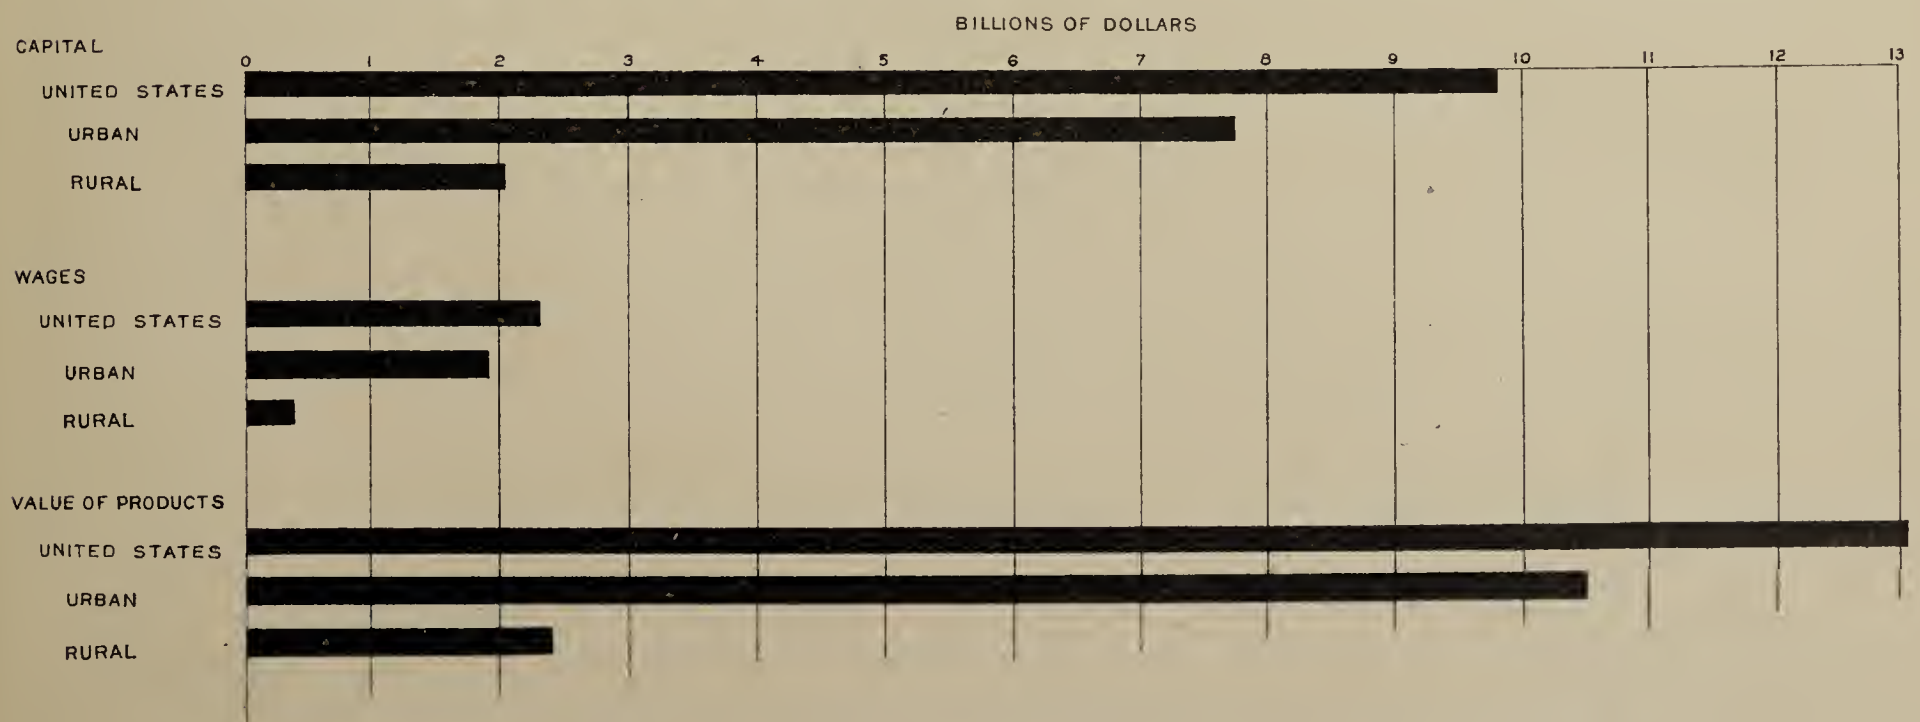 BILLIONS OF DOLLARS
CAPITAL
0 1 2 3 4 5 6 7 8 9 10 11 12 13
UNITED STATES
URBAN
RURAL
WAGES
UNITED STATES
URBAN
RURAL
VALUE OF PRODUCTS
UNITED STATES
URBAN
RURAL